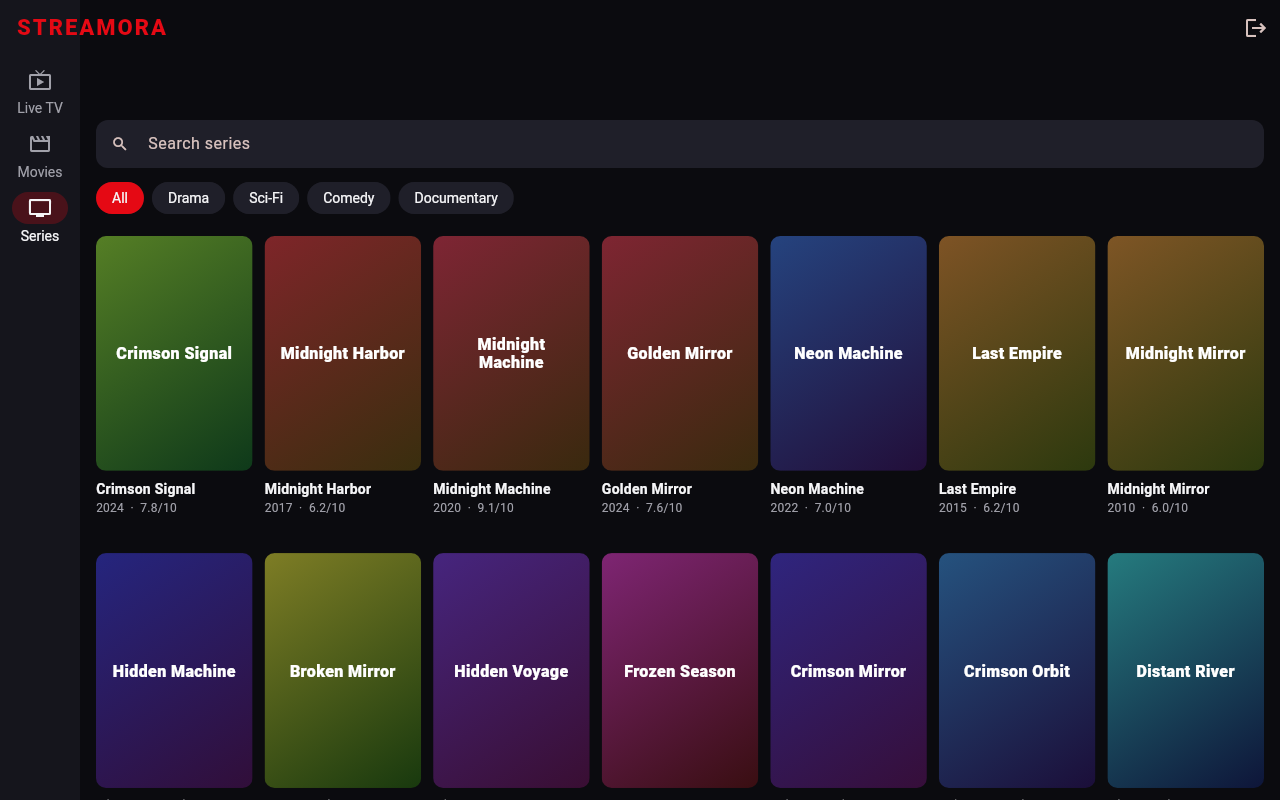 STREAMORA
Live TV
Movies
Series
Search series
All
Drama
Sci-Fi
Comedy
Documentary
Crimson Signal
Midnight Harbor
Midnight
Machine
Golden Mirror
Neon Machine
Last Empire
Midnight Mirror
Crimson Signal
2024 · 7.8/10
Midnight Harbor
2017 · 6.2/10
Midnight Machine
2020 · 9.1/10
Golden Mirror
2024 · 7.6/10
Neon Machine
2022 · 7.0/10
Last Empire
2015 · 6.2/10
Midnight Mirror
2010 · 6.0/10
Hidden Machine
Broken Mirror
Hidden Voyage
Frozen Season
Crimson Mirror
Crimson Orbit
Distant River